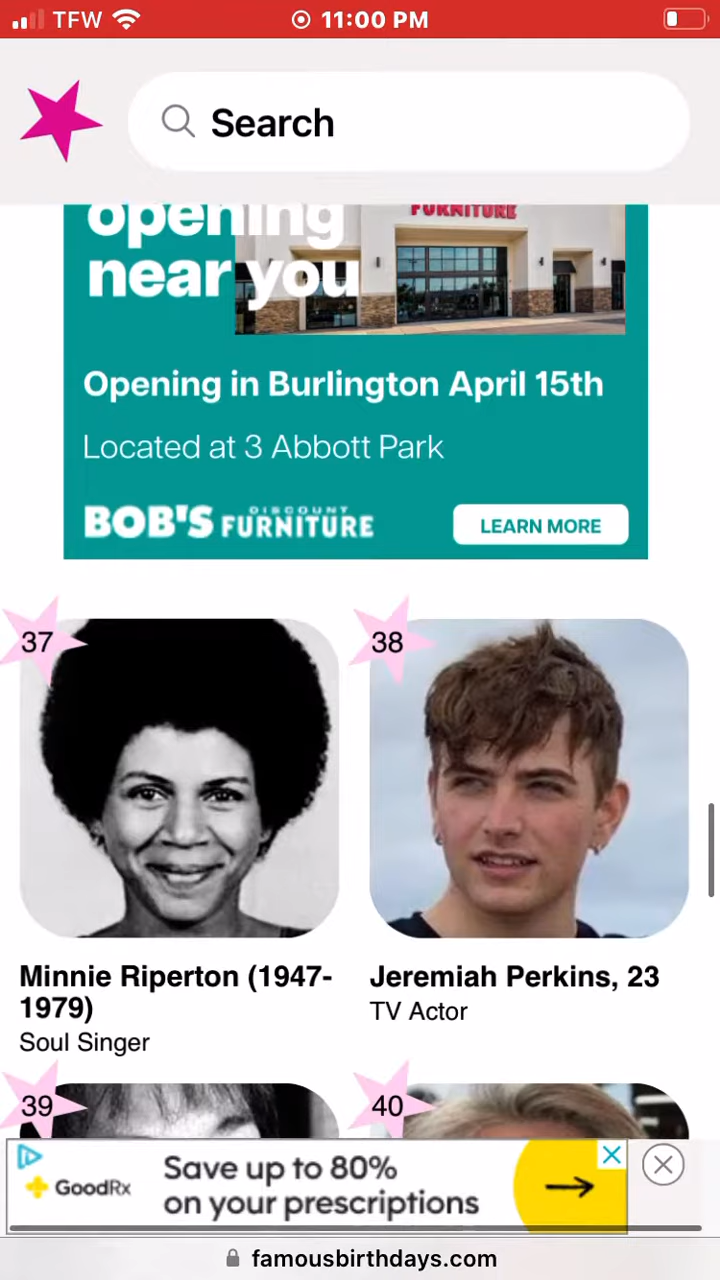 TFW 11:00 PM
Search
opening
near you
FURNITURE
Opening in Burlington April 15th
Located at 3 Abbott Park
BOB'S DISCOUNT FURNITURE
LEARN MORE
37
38
Minnie Riperton (1947-
1979)
Soul Singer
Jeremiah Perkins, 23
TV Actor
39
40
GoodRx
Save up to 80%
on your prescriptions
famousbirthdays.com